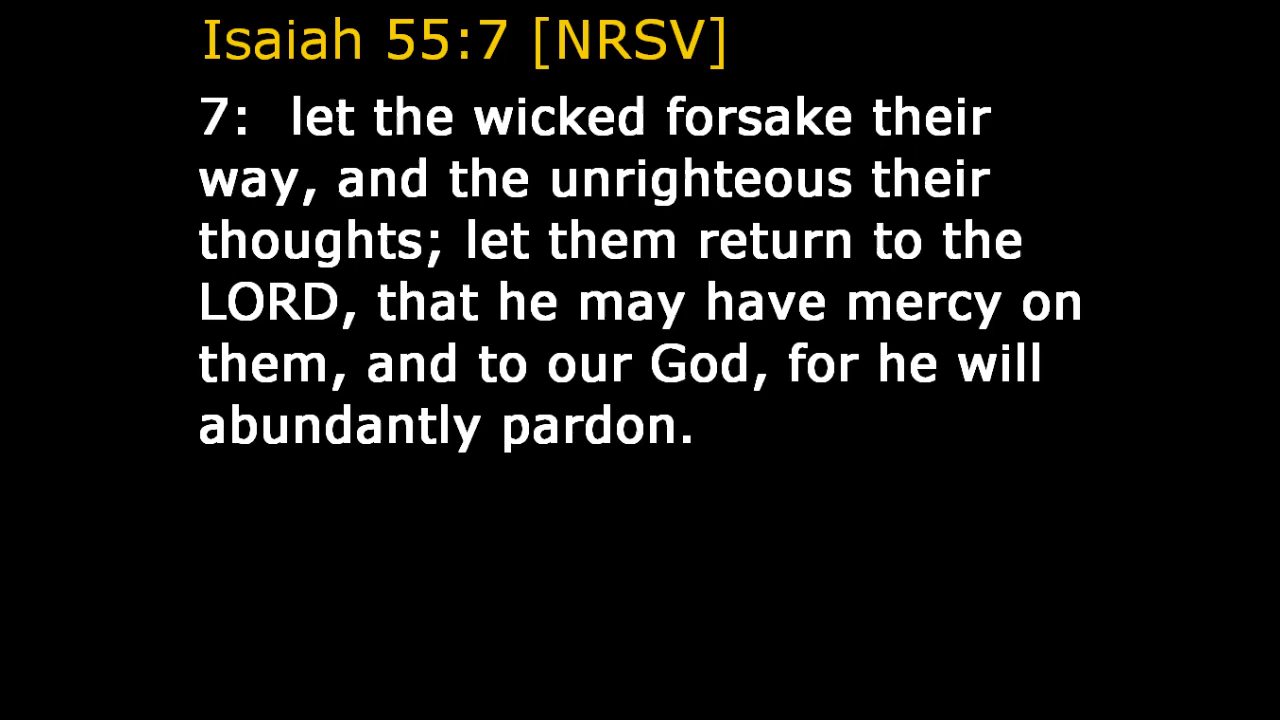 Isaiah 55:7 [NRSV]
7: let the wicked forsake their
way, and the unrighteous their
thoughts; let them return to the
LORD, that he may have mercy on
them, and to our God, for he will
abundantly pardon.